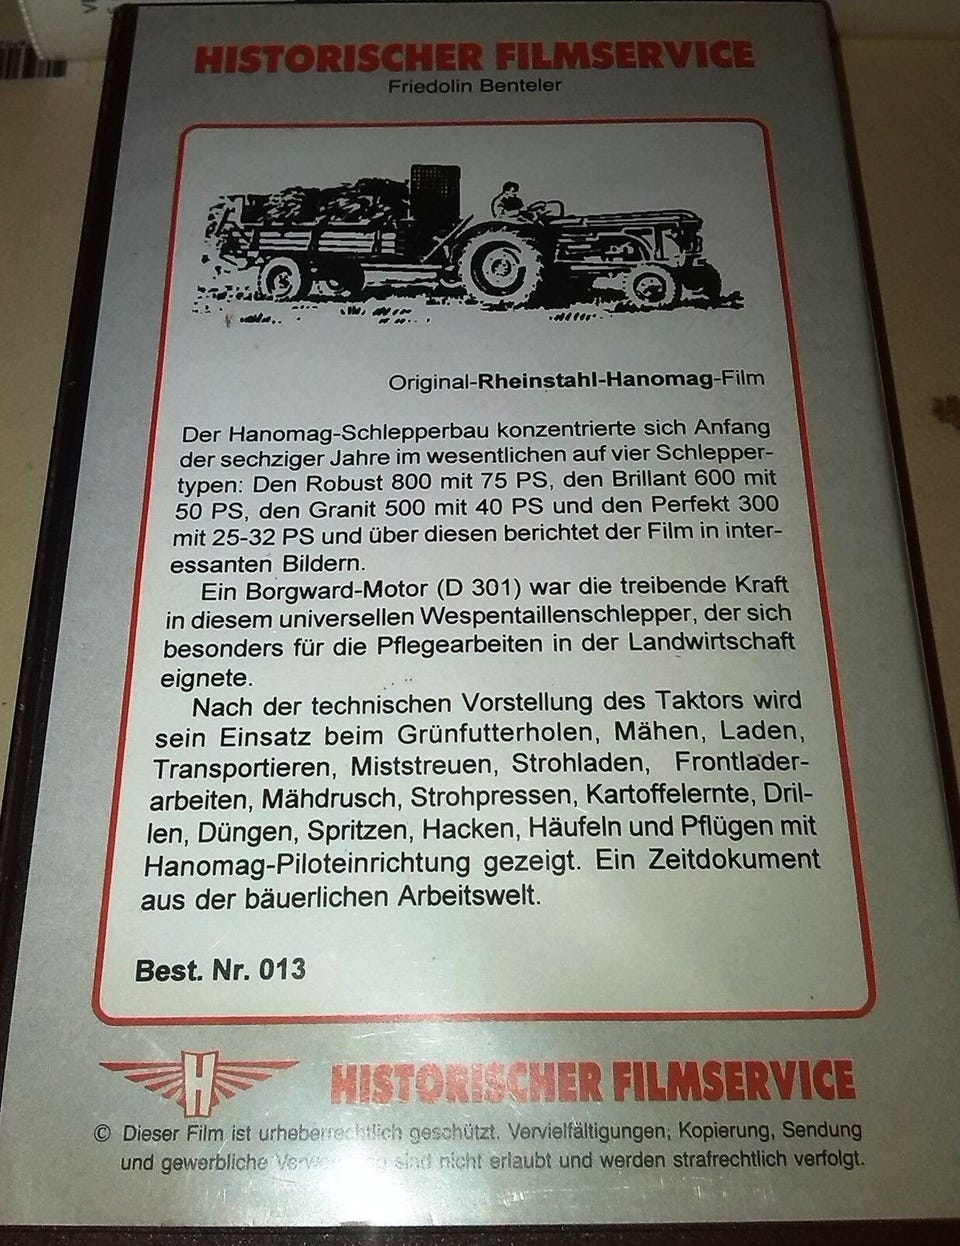 HISTORISCHER FILMSERVICE
Friedolin Benteler
Original-Rheinstahl-Hanomag-Film
Der Hanomag-Schlepperbau konzentrierte sich Anfang
der sechziger Jahre im wesentlichen auf vier Schlepper-
typen: Den Robust 800 mit 75 PS, den Brillant 600 mit
50 PS, den Granit 500 mit 40 PS und den Perfekt 300
mit 25-32 PS und über diesen berichtet der Film in inter-
essanten Bildern.
Ein Borgward-Motor (D 301) war die treibende Kraft
in diesem universellen Wespentaillenschlepper, der sich
besonders für die Pflegearbeiten in der Landwirtschaft
eignete.
Nach der technischen Vorstellung des Taktors wird
sein Einsatz beim Grünfutterholen, Mähen, Laden,
Transportieren, Miststreuen, Strohladen, Frontlader-
arbeiten, Mähdrusch, Strohpressen, Kartoffelernte, Dril-
len, Düngen, Spritzen, Hacken, Häufeln und Pflügen mit
Hanomag-Piloteinrichtung gezeigt. Ein Zeitdokument
aus der bäuerlichen Arbeitswelt.
Best. Nr. 013
H
HISTORISCHER FILMSERVICE
© Dieser Film ist urheberrechtlich geschützt. Vervielfältigungen, Kopierung, Sendung
und gewerbliche sind nicht erlaubt und werden strafrechtlich verfolgt.